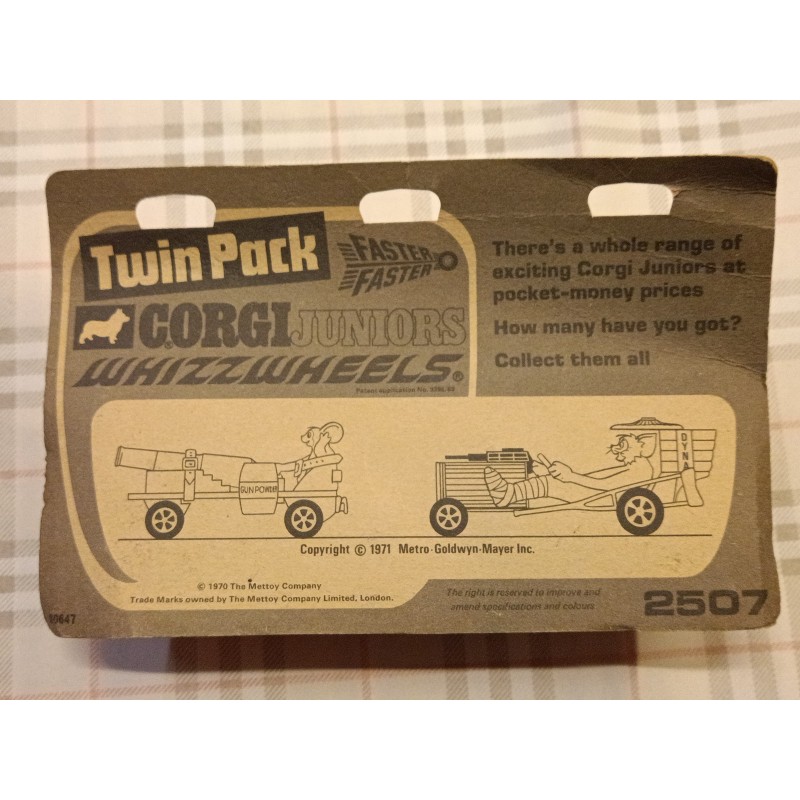 Twin Pack
FASTER
FASTER
CORGI JUNIORS
WHIZZWHEELS®
Patent application No.
There's a whole range of
exciting Corgi Juniors at
pocket-money prices
How many have you got?
Collect them all
GUNPOWDER
DYNA
Copyright © 1971 Metro-Goldwyn-Mayer Inc.
© 1970 The Mettoy Company
Trade Marks owned by The Mettoy Company Limited, London.
The right is reserved to improve and
amend specifications and colours
2507